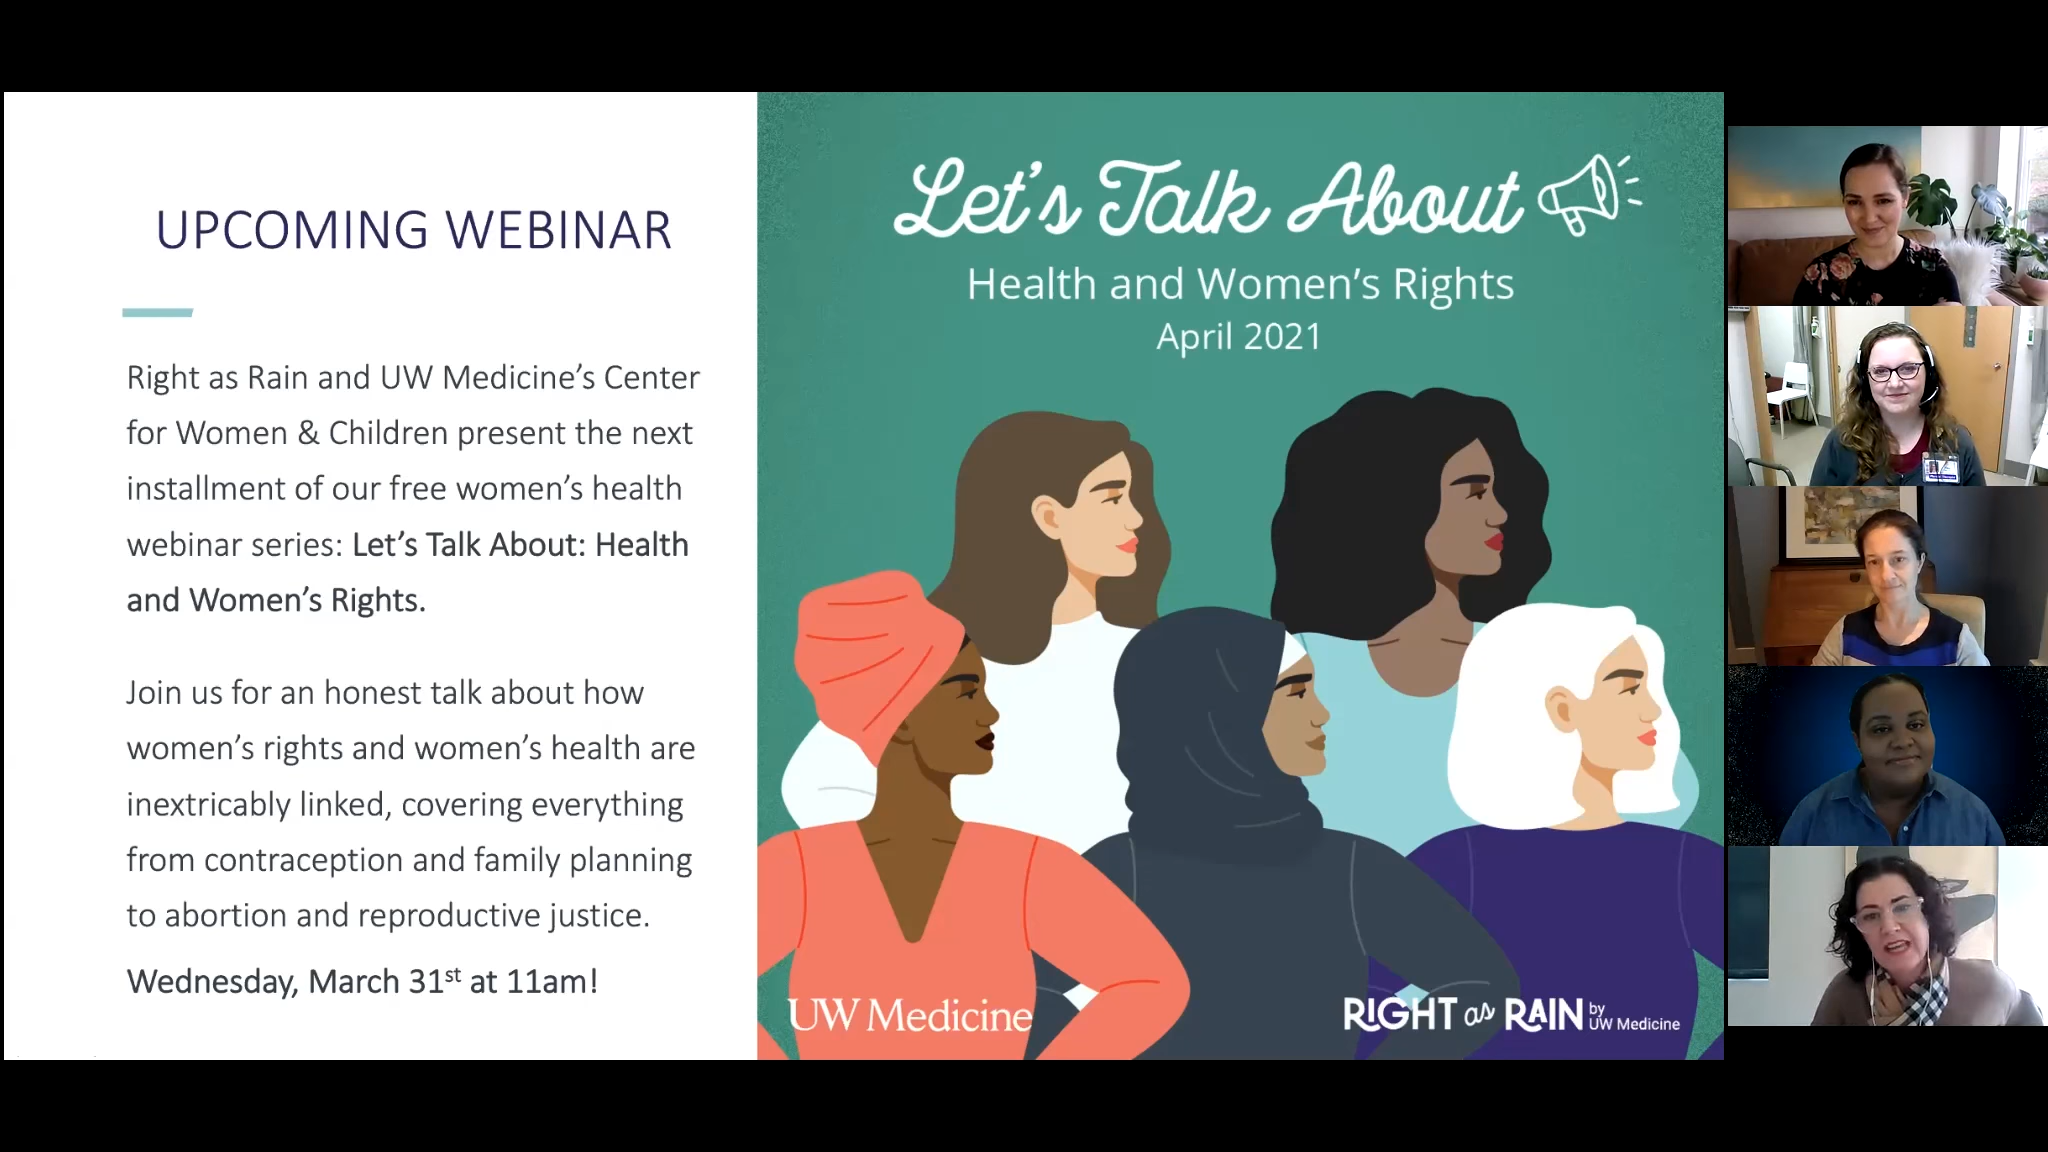 UPCOMING WEBINAR
Right as Rain and UW Medicine’s Center
for Women & Children present the next
installment of our free women’s health
webinar series: Let’s Talk About: Health
and Women’s Rights.
Join us for an honest talk about how
women’s rights and women’s health are
inextricably linked, covering everything
from contraception and family planning
to abortion and reproductive justice.
Wednesday, March 31st at 11am!
Let’s Talk About
Health and Women’s Rights
April 2021
UW Medicine
RIGHT as RAIN by UW Medicine